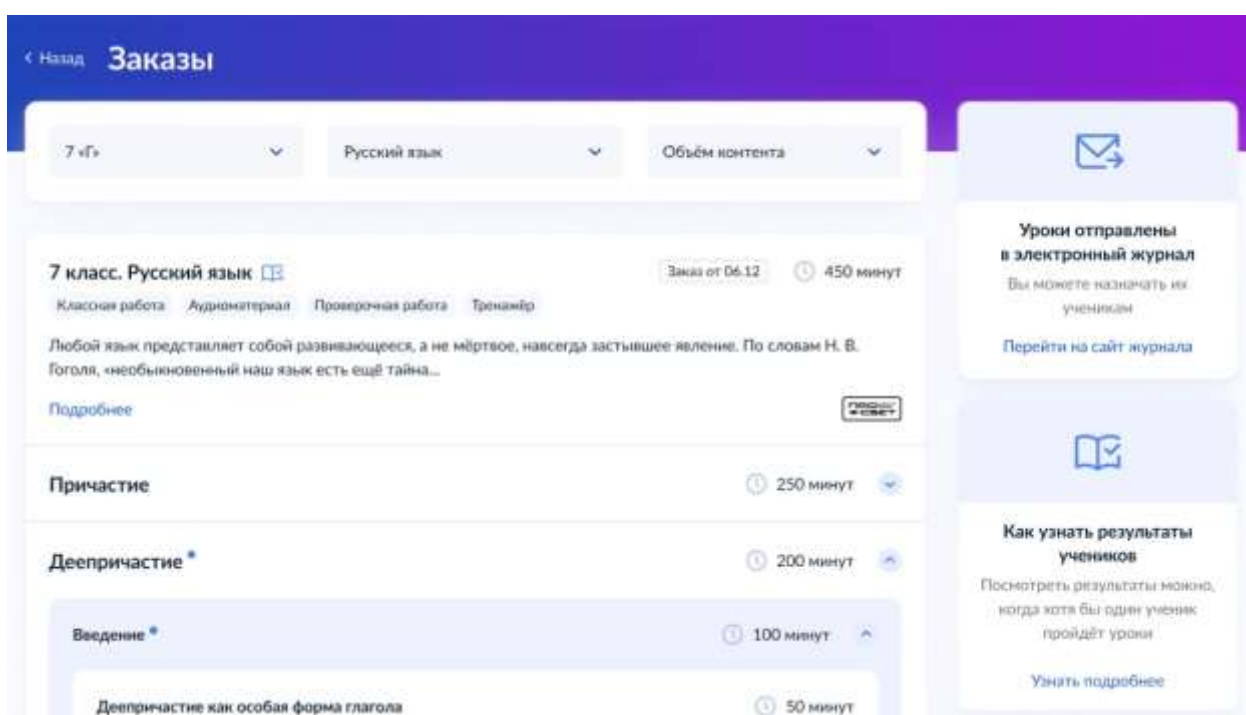 Назад Заказы
7 «Г» Русский язык Объём контента
7 класс. Русский язык Заказ от 06.12 450 минут
Классная работа Аудиоматериал Проверочная работа Тренажёр
Любой язык представляет собой развивающееся, а не мёртвое, навсегда застывшее явление. По словам Н. В.
Гоголя, «необыкновенный наш язык есть ещё тайна...
Подробнее
Причастие 250 минут
Деепричастие 200 минут
Введение 100 минут
Деепричастие как особая форма глагола 50 минут
Уроки отправлены
в электронный журнал
Вы можете назначать их
ученикам
Перейти на сайт журнала
Как узнать результаты
учеников
Посмотреть результаты можно,
когда хотя бы один ученик
пройдёт уроки
Узнать подробнее